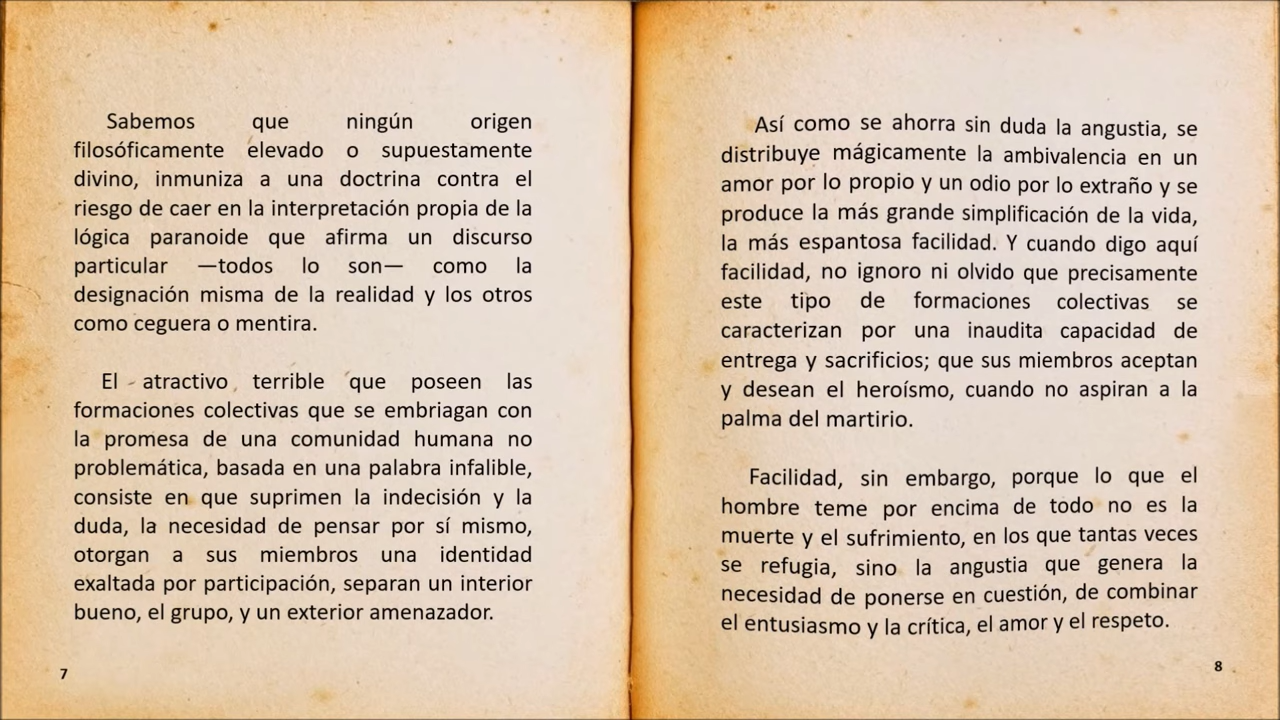 Sabemos que ningún origen
filosóficamente elevado o supuestamente
divino, inmuniza a una doctrina contra el
riesgo de caer en la interpretación propia de la
lógica paranoide que afirma un discurso
particular —todos lo son— como la
designación misma de la realidad y los otros
como ceguera o mentira.
El atractivo terrible que poseen las
formaciones colectivas que se embriagan con
la promesa de una comunidad humana no
problemática, basada en una palabra infalible,
consiste en que suprimen la indecisión y la
duda, la necesidad de pensar por sí mismo,
otorgan a sus miembros una identidad
exaltada por participación, separan un interior
bueno, el grupo, y un exterior amenazador.
7
Así como se ahorra sin duda la angustia, se
distribuye mágicamente la ambivalencia en un
amor por lo propio y un odio por lo extraño y se
produce la más grande simplificación de la vida,
la más espantosa facilidad. Y cuando digo aquí
facilidad, no ignoro ni olvido que precisamente
este tipo de formaciones colectivas se
caracterizan por una inaudita capacidad de
entrega y sacrificios; que sus miembros aceptan
y desean el heroísmo, cuando no aspiran a la
palma del martirio.
Facilidad, sin embargo, porque lo que el
hombre teme por encima de todo no es la
muerte y el sufrimiento, en los que tantas veces
se refugia, sino la angustia que genera la
necesidad de ponerse en cuestión, de combinar
el entusiasmo y la crítica, el amor y el respeto.
8